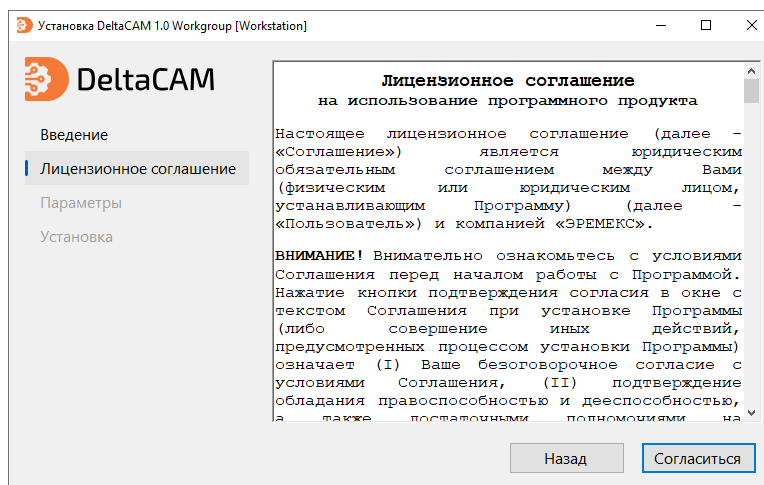 Установка DeltaCAM 1.0 Workgroup [Workstation]
DeltaCAM
Введение
Лицензионное соглашение
Параметры
Установка
Лицензионное соглашение
на использование программного продукта
Настоящее лицензионное соглашение (далее –
«Соглашение») является юридическим
обязательным соглашением между Вами
(физическим или юридическим лицом,
устанавливающим Программу) (далее –
«Пользователь») и компанией «ЭРЕМЕКС».
ВНИМАНИЕ! Внимательно ознакомьтесь с условиями
Соглашения перед началом работы с Программой.
Нажатие кнопки подтверждения согласия в окне с
текстом Соглашения при установке Программы
(либо совершение иных действий,
предусмотренных процессом установки Программы)
означает (I) Ваше безоговорочное согласие с
условиями Соглашения, (II) подтверждение
обладания правоспособностью и дееспособностью,
а также достаточными полномочиями на
Назад
Согласиться